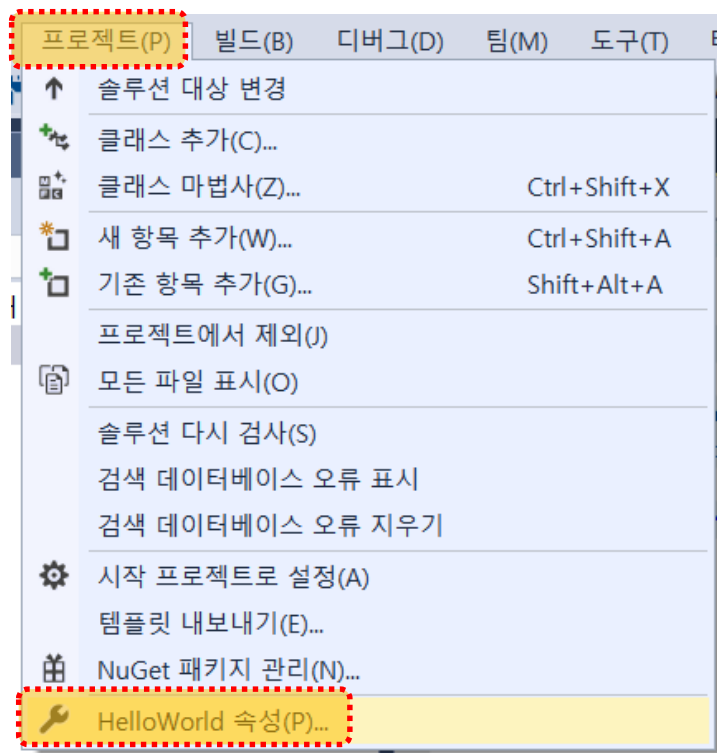 프로젝트(P) 빌드(B) 디버그(D) 팀(M) 도구(T)
솔루션 대상 변경
클래스 추가(C)...
클래스 마법사(Z)... Ctrl+Shift+X
새 항목 추가(W)... Ctrl+Shift+A
기존 항목 추가(G)... Shift+Alt+A
프로젝트에서 제외(J)
모든 파일 표시(O)
솔루션 다시 검사(S)
검색 데이터베이스 오류 표시
검색 데이터베이스 오류 지우기
시작 프로젝트로 설정(A)
템플릿 내보내기(E)...
NuGet 패키지 관리(N)...
HelloWorld 속성(P)...